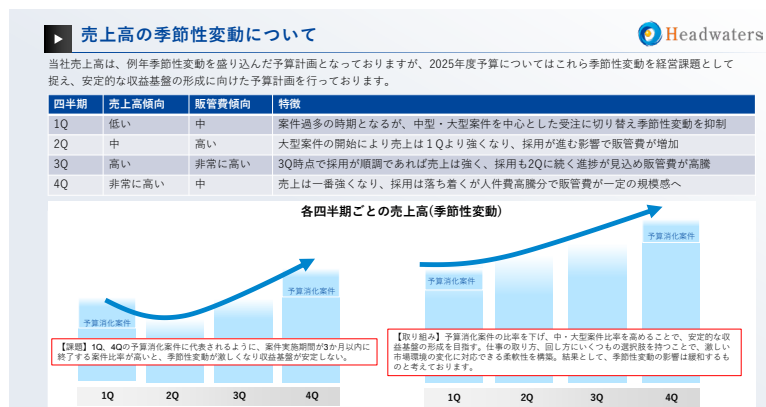 売上高の季節性変動について
Headwaters
当社売上高は、例年季節性変動を盛り込んだ予算計画となっておりますが、2025年度予算についてはこれら季節性変動を経営課題として
捉え、安定的な収益基盤の形成に向けた予算計画を行っております。
四半期 売上高傾向 販管費傾向 特徴
1Q 低い 中 案件過多の時期となるが、中型・大型案件を中心とした受注に切り替え季節性変動を抑制
2Q 中 高い 大型案件の開始により売上は１Qより強くなり、採用が進む影響で販管費が増加
3Q 高い 非常に高い 3Q時点で採用が順調であれば売上は強く、採用も2Qに続く進捗が見込め販管費が高騰
4Q 非常に高い 中 売上は一番強くなり、採用は落ち着くが人件費高騰分で販管費が一定の規模感へ
各四半期ごとの売上高(季節性変動)
予算消化案件
予算消化案件
【課題】1Q、4Qの予算消化案件に代表されるように、案件実施期間が3か月以内に
終了する案件比率が高いと、季節性変動が激しくなり収益基盤が安定しない。
1Q 2Q 3Q 4Q
予算消化案件
予算消化案件
【取り組み】予算消化案件の比率を下げ、中・大型案件比率を高めることで、安定的な収
益基盤の形成を目指す。仕事の取り方、回し方にいくつもの選択肢を持つことで、激しい
市場環境の変化に対応できる柔軟性を構築。結果として、季節性変動の影響は緩和するも
のと考えております。
1Q 2Q 3Q 4Q